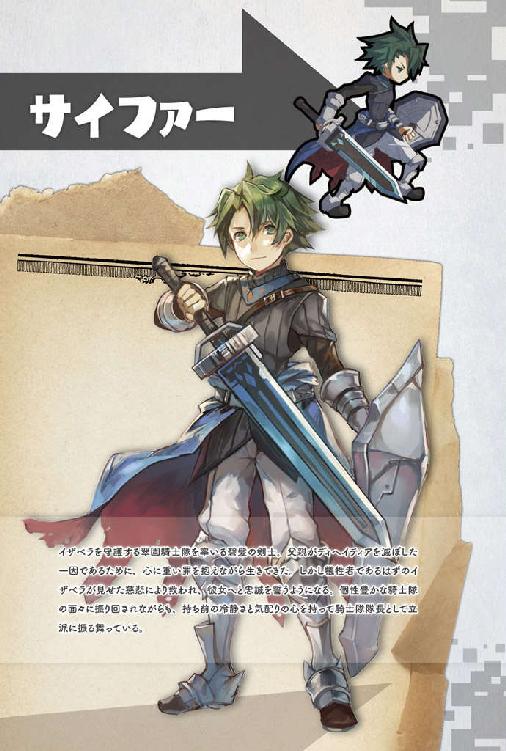 サイファー
イザベラを守護する翠園騎士隊を率いる碧髪の剣士。父親がディヘイディアを滅ぼした
一因であるために、心に重い罪を抱えながら生きてきた。しかし犠牲者であるはずのイ
ザベラが見せた慈悲により救われ、彼女へと忠誠を誓うようになる。個性豊かな騎士隊
の面々に振り回されながらも、持ち前の冷静さと気配りの心を持って騎士隊隊長として立
派に振る舞っている。